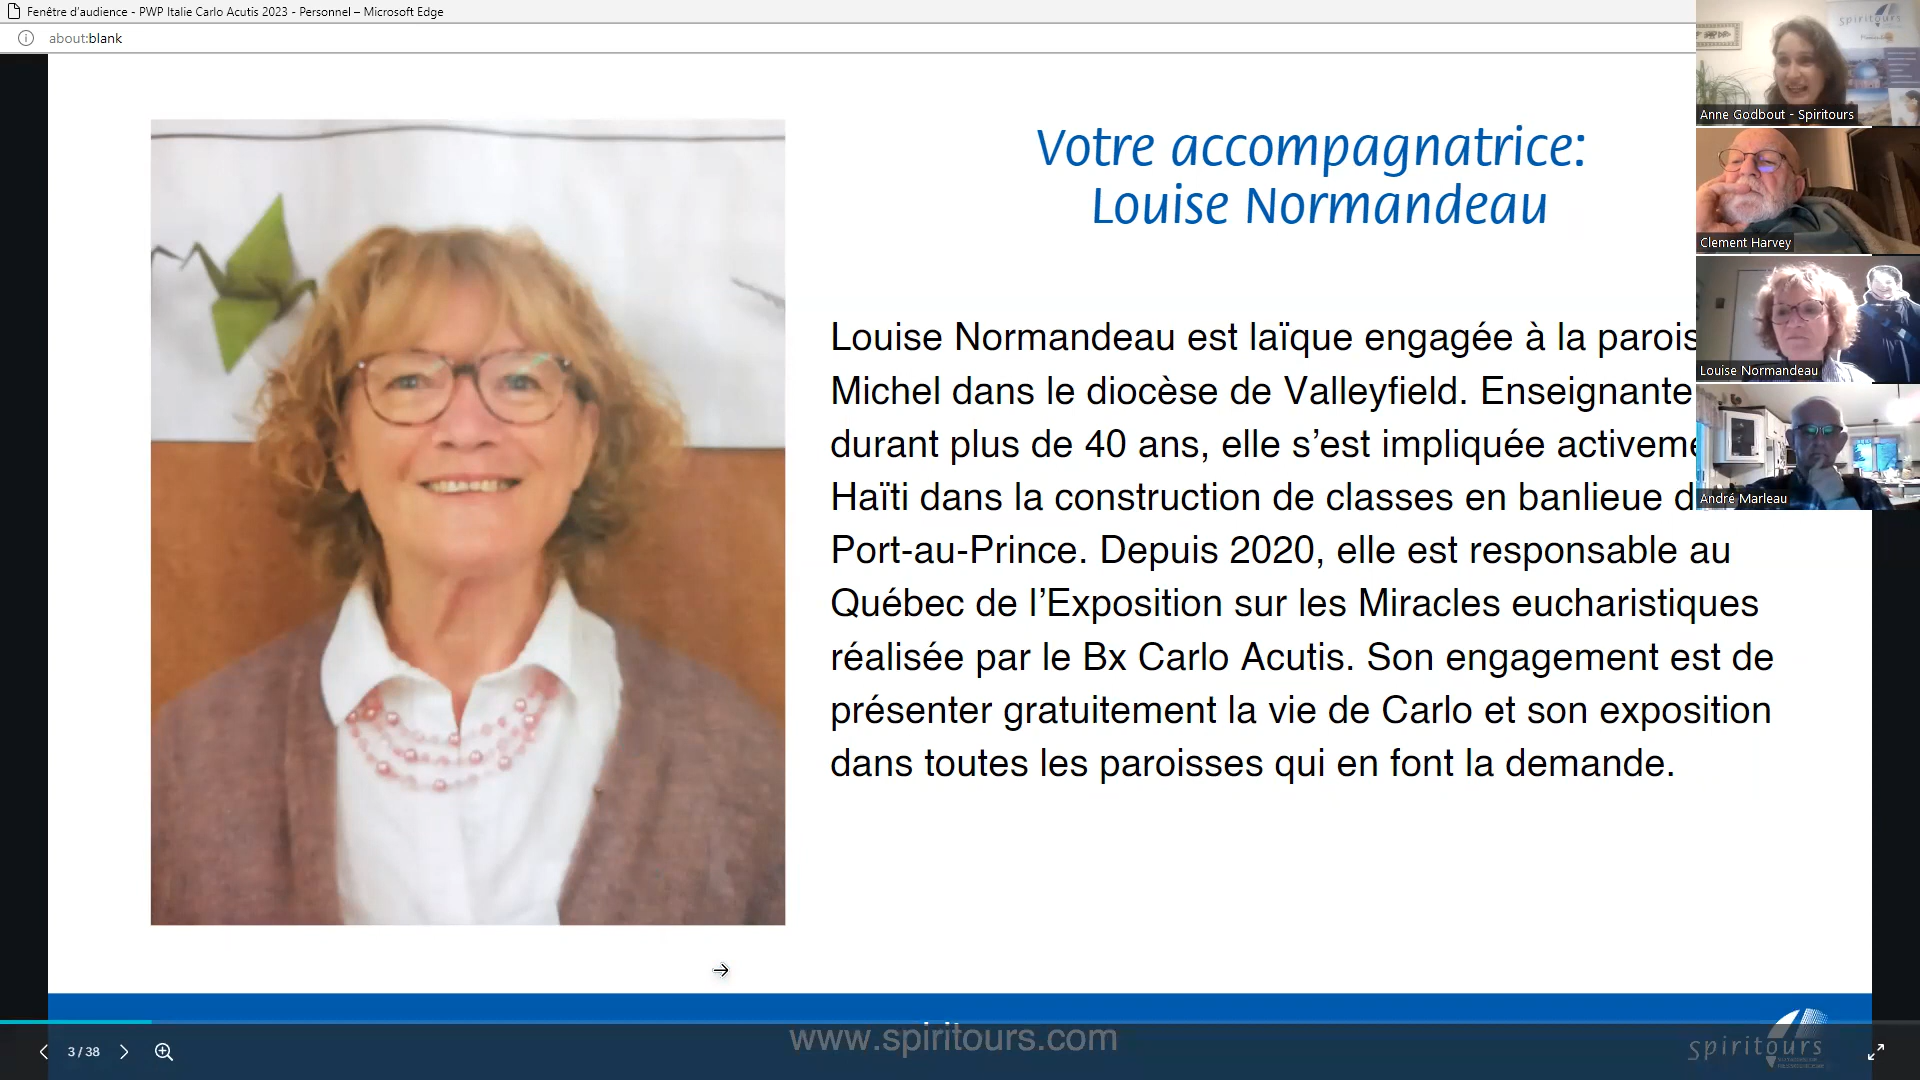 Fenêtre d'audience - PWP Italie Carlo Acutis 2023 - Personnel – Microsoft Edge
about:blank
Votre accompagnatrice:
Louise Normandeau
Louise Normandeau est laïque engagée à la parois
Michel dans le diocèse de Valleyfield. Enseignante
durant plus de 40 ans, elle s’est impliquée activeme
Haïti dans la construction de classes en banlieue d
Port-au-Prince. Depuis 2020, elle est responsable au
Québec de l’Exposition sur les Miracles eucharistiques
réalisée par le Bx Carlo Acutis. Son engagement est de
présenter gratuitement la vie de Carlo et son exposition
dans toutes les paroisses qui en font la demande.
spiritours
Anne Godbout - Spiritours
Clement Harvey
Louise Normandeau
André Marleau
www.spiritours.com
spiritours
3 / 38